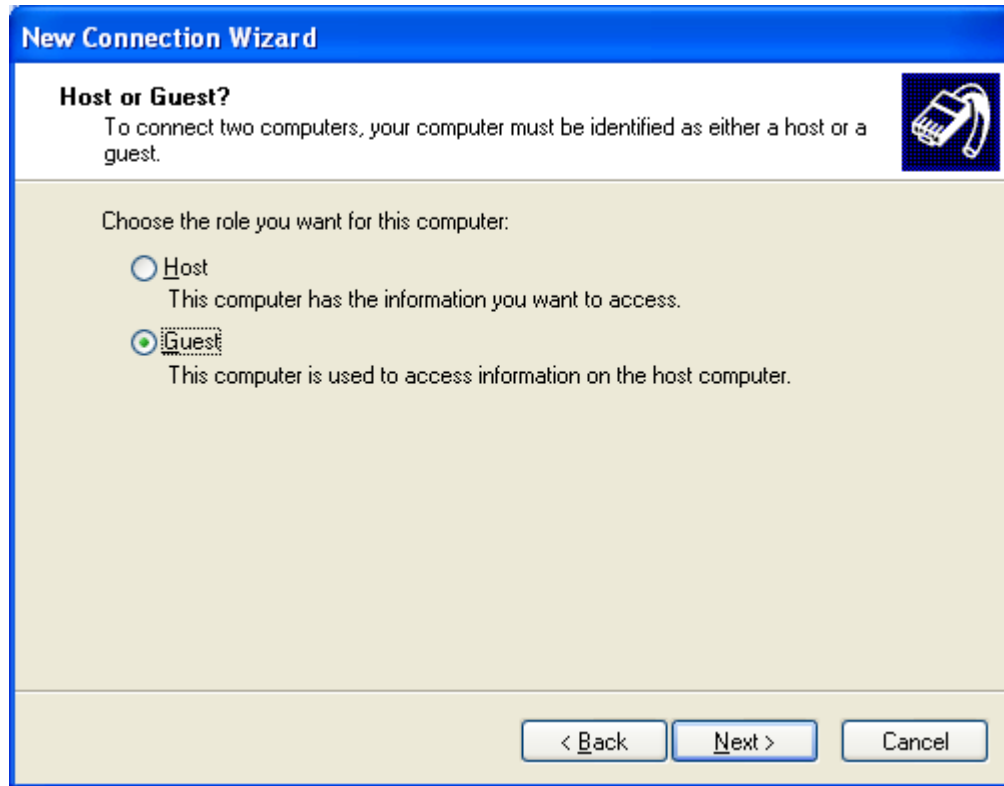 New Connection Wizard
Host or Guest?
To connect two computers, your computer must be identified as either a host or a
guest.
Choose the role you want for this computer:
Host
This computer has the information you want to access.
Guest
This computer is used to access information on the host computer.
< Back Next > Cancel